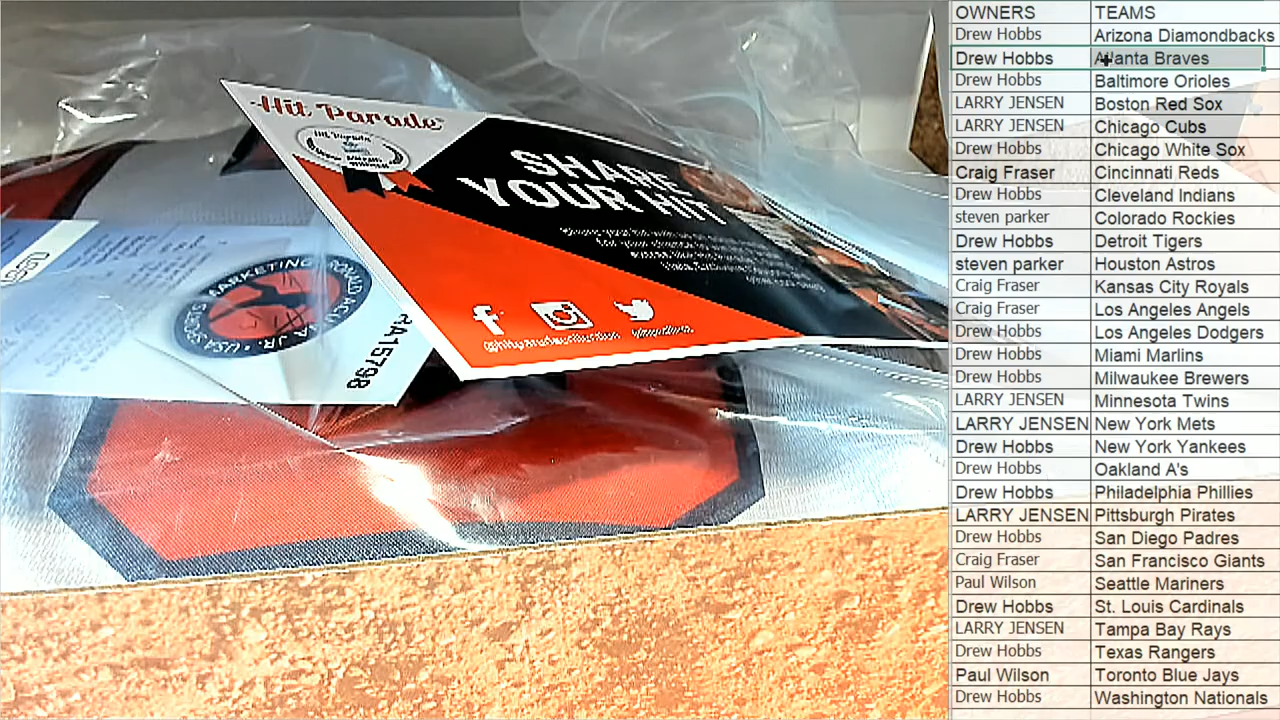 Hit Parade
SHARE
YOUR HIT
USA SPORTS MARKETING RONALD ACUNA JR.
AA15798
OWNERS TEAMS
Drew Hobbs Arizona Diamondbacks
Drew Hobbs Atlanta Braves
Drew Hobbs Baltimore Orioles
LARRY JENSEN Boston Red Sox
LARRY JENSEN Chicago Cubs
Drew Hobbs Chicago White Sox
Craig Fraser Cincinnati Reds
Drew Hobbs Cleveland Indians
steven parker Colorado Rockies
Drew Hobbs Detroit Tigers
steven parker Houston Astros
Craig Fraser Kansas City Royals
Craig Fraser Los Angeles Angels
Drew Hobbs Los Angeles Dodgers
Drew Hobbs Miami Marlins
Drew Hobbs Milwaukee Brewers
LARRY JENSEN Minnesota Twins
LARRY JENSEN New York Mets
Drew Hobbs New York Yankees
Drew Hobbs Oakland A's
Drew Hobbs Philadelphia Phillies
LARRY JENSEN Pittsburgh Pirates
Drew Hobbs San Diego Padres
Craig Fraser San Francisco Giants
Paul Wilson Seattle Mariners
Drew Hobbs St. Louis Cardinals
LARRY JENSEN Tampa Bay Rays
Drew Hobbs Texas Rangers
Paul Wilson Toronto Blue Jays
Drew Hobbs Washington Nationals